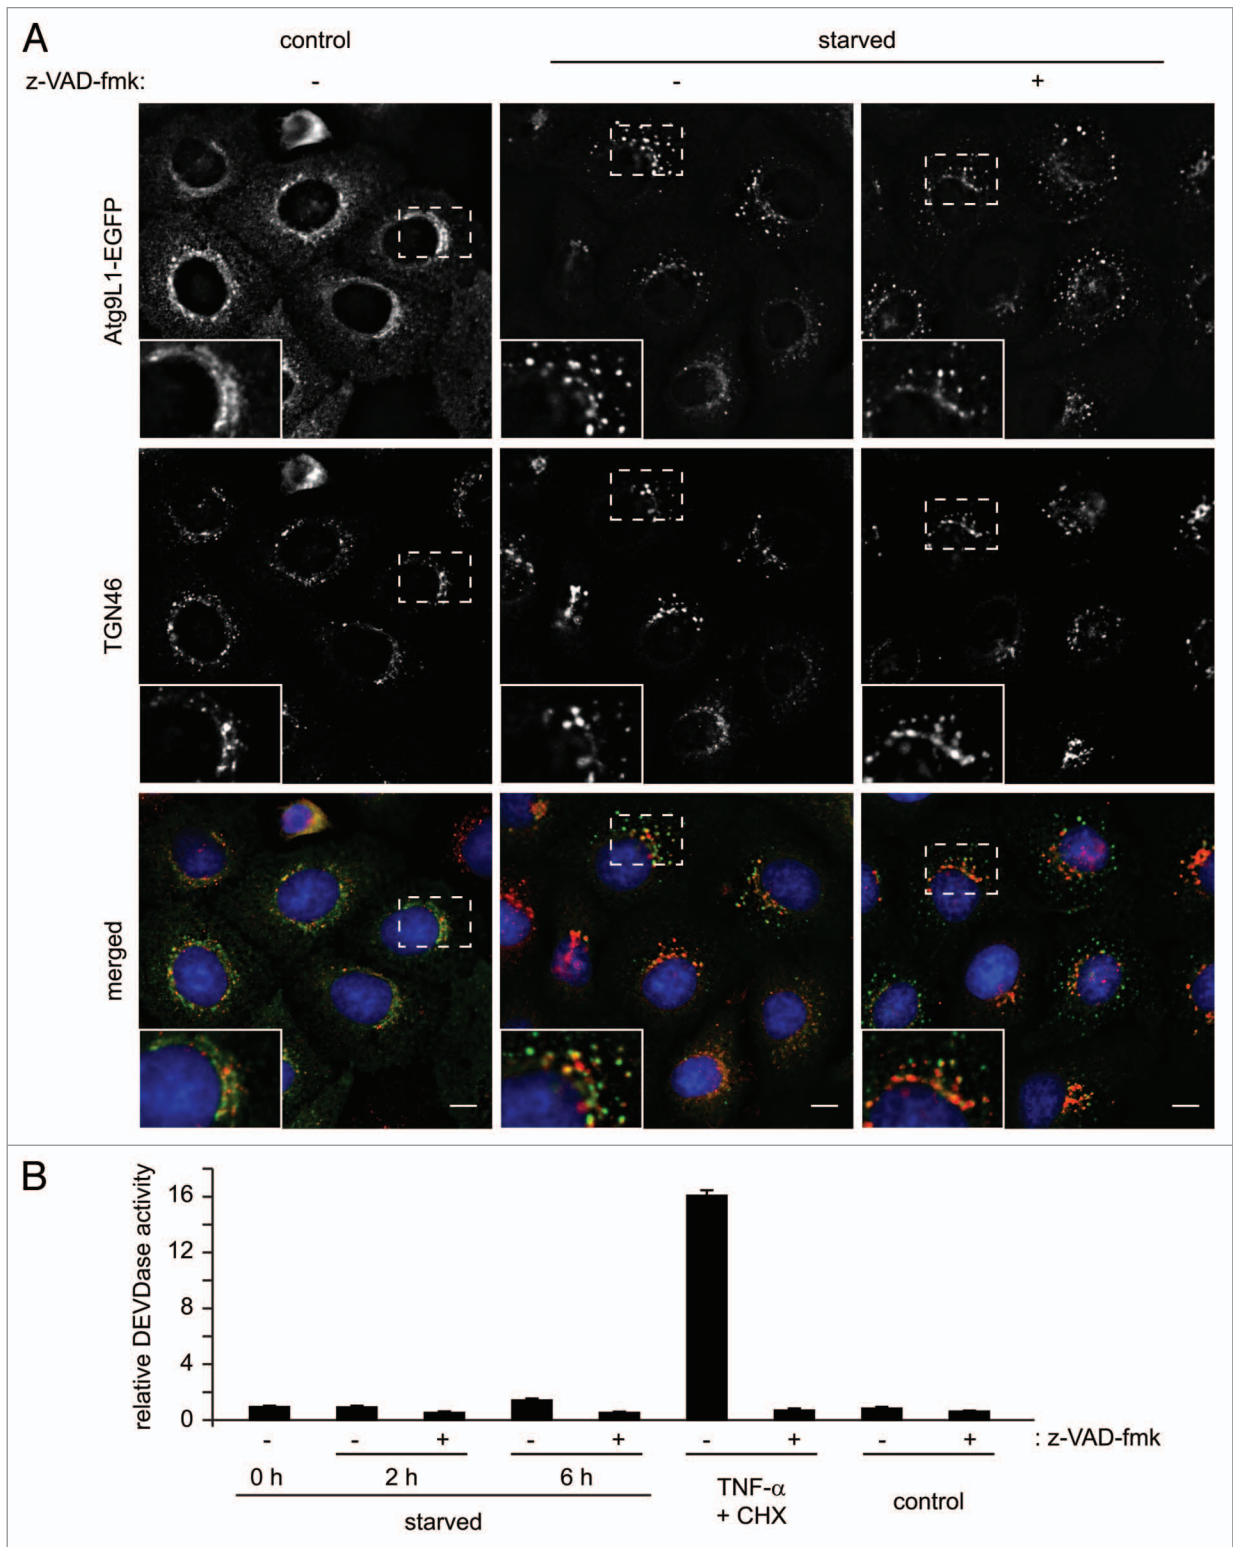 A
control
starved
z-VAD-fmk:
-
-
+
Atg9L1-EGFP
TGN46
merged
B
relative DEVDase activity
16
12
8
4
0
- - + - + - + - + : z-VAD-fmk
0 h 2 h 6 h
starved
TNF-α
+ CHX
control